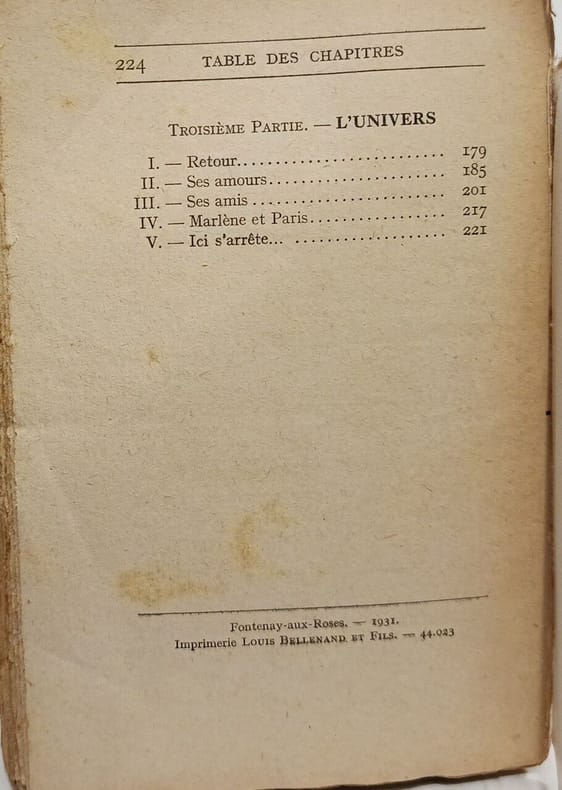 224 TABLE DES CHAPITRES
TROISIÈME PARTIE. — L'UNIVERS
I. — Retour.......................... 179
II. — Ses amours...................... 185
III. — Ses amis ........................ 201
IV. — Marlène et Paris................. 217
V. — Ici s'arrête... ................... 221
Fontenay-aux-Roses. — 1931.
Imprimerie LOUIS BELLENAND ET FILS. — 44.023